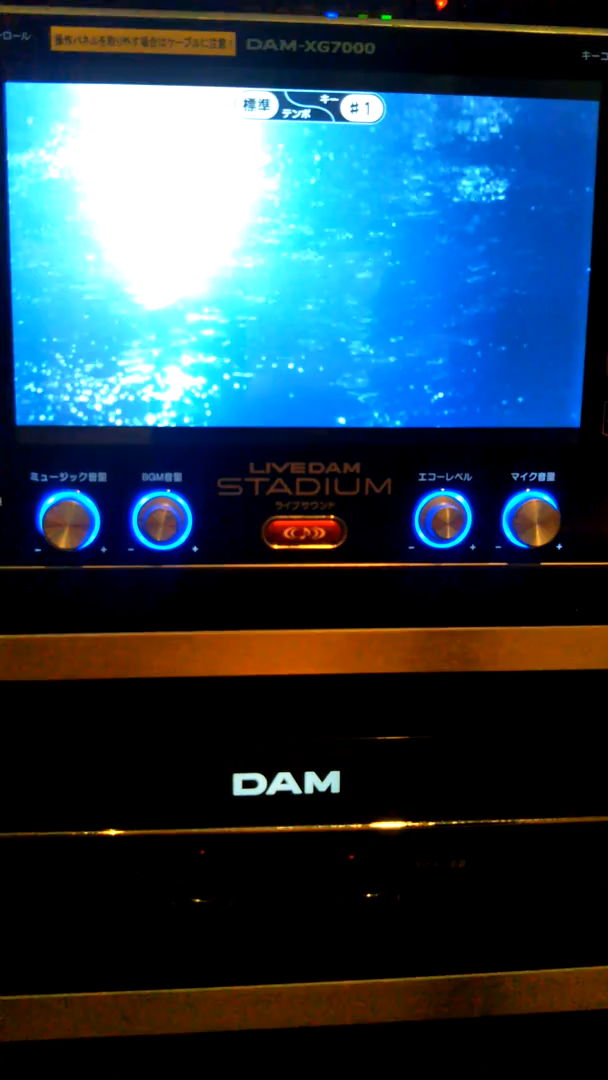 ーロール
操作パネルを取り外す場合はケーブルに注意！
DAM-XG7000
キーコ
標準
テンポ
キー
♯1
LIVE DAM
STADIUM
ミュージック音量
BGM音量
ライブサウンド
エコーレベル
マイク音量
- +
- +
- +
- +
DAM